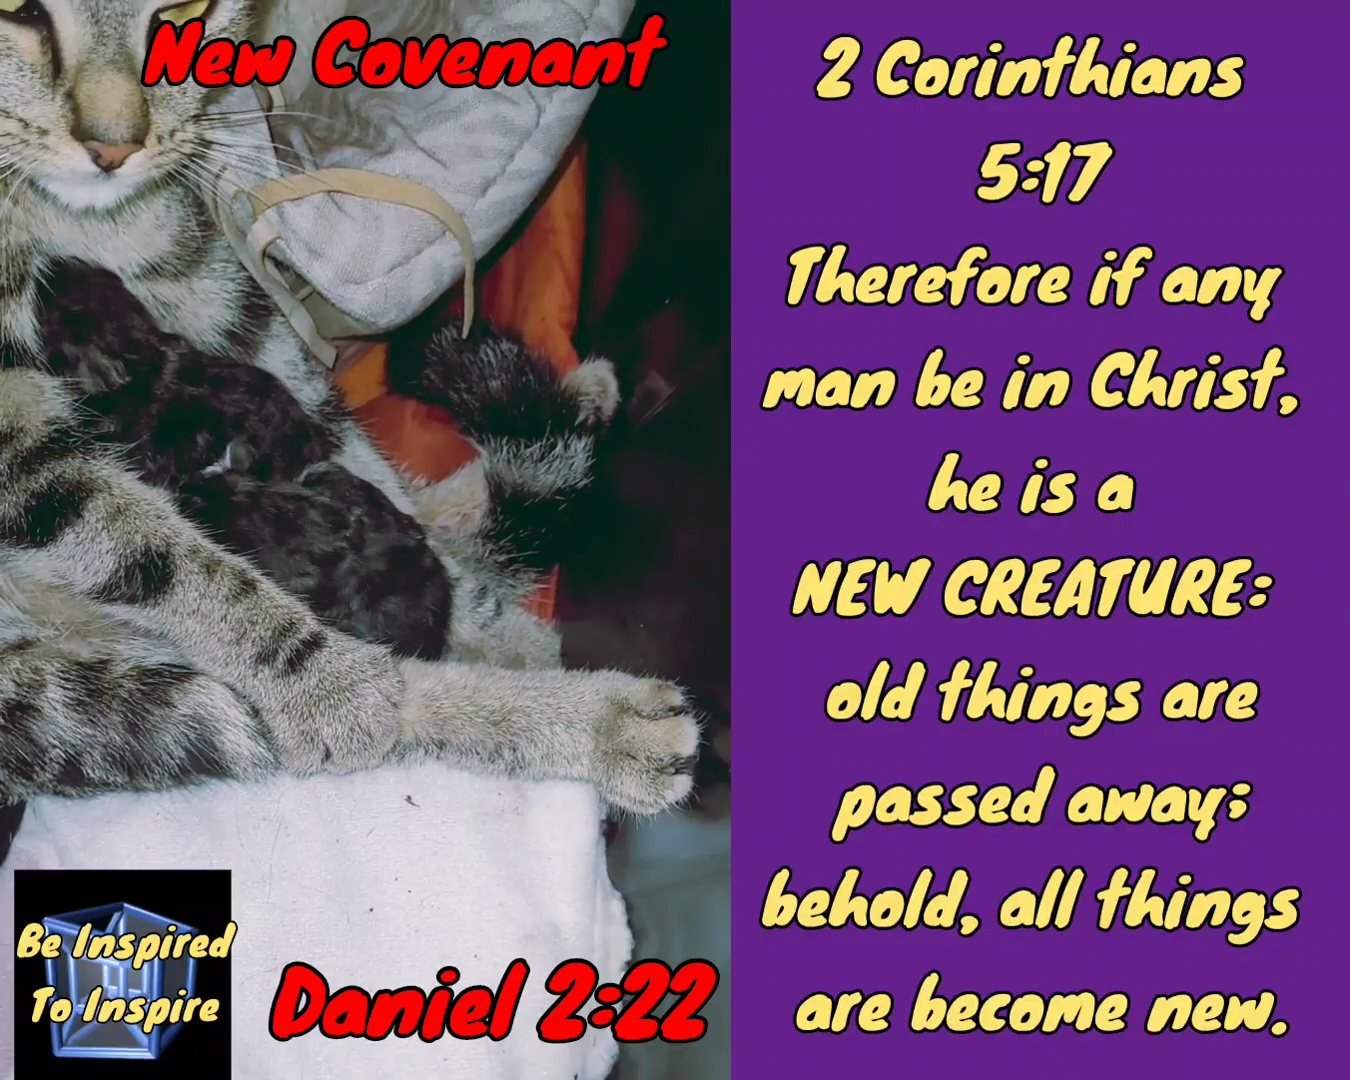 New Covenant
Be Inspired
To Inspire
Daniel 2:22
2 Corinthians
5:17
Therefore if any
man be in Christ,
he is a
NEW CREATURE:
old things are
passed away;
behold, all things
are become new.